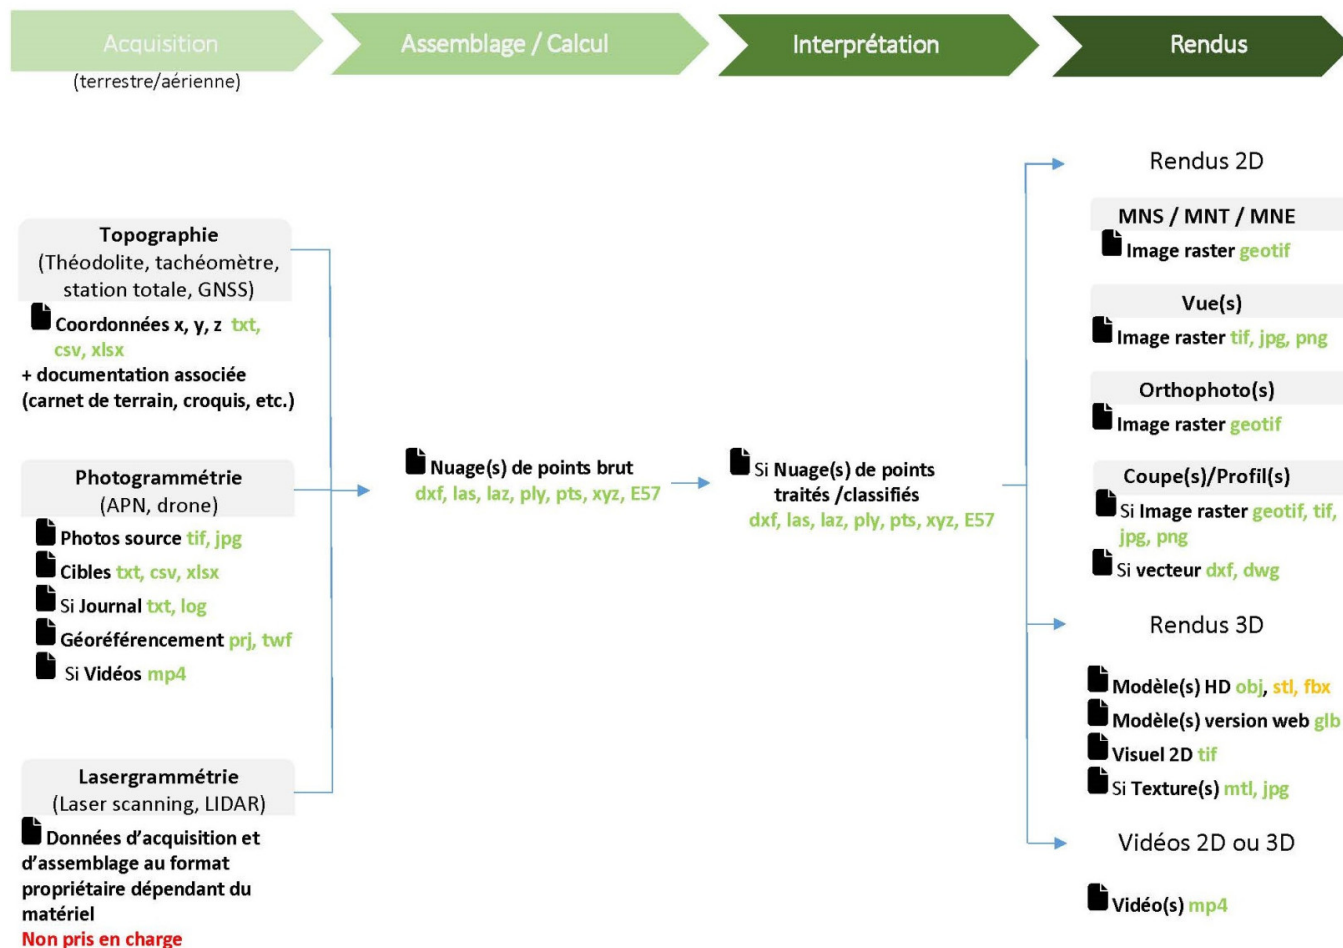 Acquisition
(terrestre/aérienne)
Assemblage / Calcul
Interprétation
Rendus
Topographie
(Théodolite, tachéomètre,
station totale, GNSS)
Coordonnées x, y, z txt,
csv, xlsx
+ documentation associée
(carnet de terrain, croquis, etc.)
Photogrammétrie
(APN, drone)
Photos source tif, jpg
Cibles txt, csv, xlsx
Si Journal txt, log
Géoréférencement prj, twf
Si Vidéos mp4
Lasergrammétrie
(Laser scanning, LIDAR)
Données d’acquisition et
d’assemblage au format
propriétaire dépendant du
matériel
Non pris en charge
Nuage(s) de points brut
dxf, las, laz, ply, pts, xyz, E57
Si Nuage(s) de points
traités /classifiés
dxf, las, laz, ply, pts, xyz, E57
Rendus 2D
MNS / MNT / MNE
Image raster geotif
Vue(s)
Image raster tif, jpg, png
Orthophoto(s)
Image raster geotif
Coupe(s)/Profil(s)
Si Image raster geotif, tif,
jpg, png
Si vecteur dxf, dwg
Rendus 3D
Modèle(s) HD obj, stl, fbx
Modèle(s) version web glb
Visuel 2D tif
Si Texture(s) mtl, jpg
Vidéos 2D ou 3D
Vidéo(s) mp4